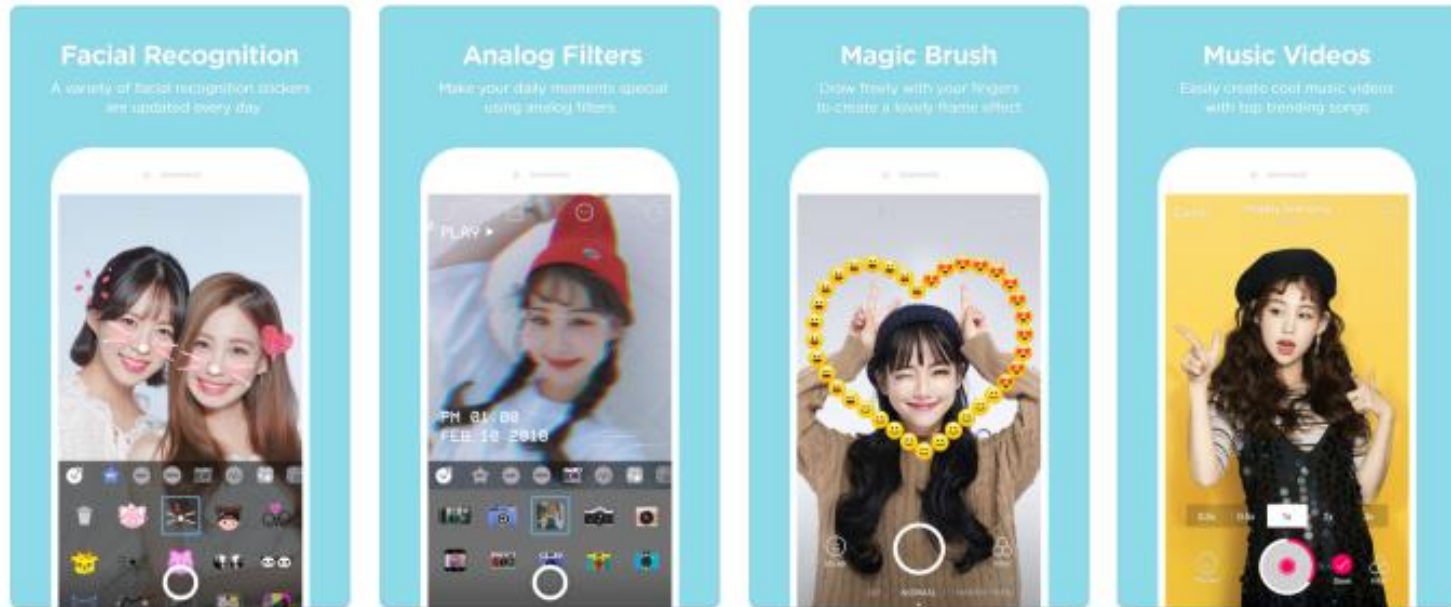 Facial Recognition
A variety of facial recognition stickers
are updated every day
Analog Filters
Make your daily moments special
using analog filters
PLAY
PM 01:00
FEB 10 2018
Magic Brush
Draw freely with your fingers
to create a lovely frame effect
NORMAL
Music Videos
Easily create cool music videos
with top trending songs
1x